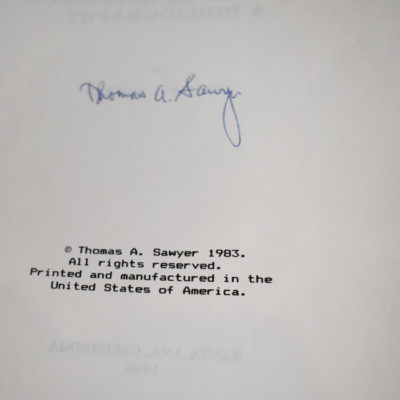 Thomas A. Sawyer
© Thomas A. Sawyer 1983.
All rights reserved.
Printed and manufactured in the
United States of America.